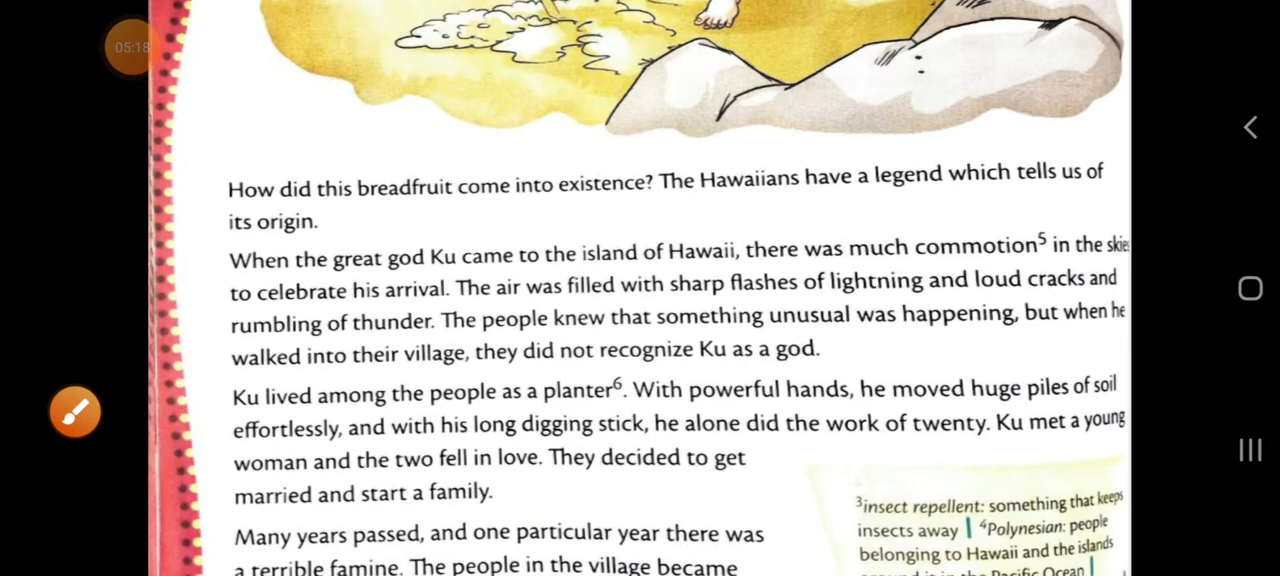 05:18
How did this breadfruit come into existence? The Hawaiians have a legend which tells us of
its origin.
When the great god Ku came to the island of Hawaii, there was much commotion⁵ in the skie
to celebrate his arrival. The air was filled with sharp flashes of lightning and loud cracks and
rumbling of thunder. The people knew that something unusual was happening, but when he
walked into their village, they did not recognize Ku as a god.
Ku lived among the people as a planter⁶. With powerful hands, he moved huge piles of soil
effortlessly, and with his long digging stick, he alone did the work of twenty. Ku met a young
woman and the two fell in love. They decided to get
married and start a family.
Many years passed, and one particular year there was
a terrible famine. The people in the village became
³insect repellent: something that keeps
insects away | ⁴Polynesian: people
belonging to Hawaii and the islands
Pacific Ocean |